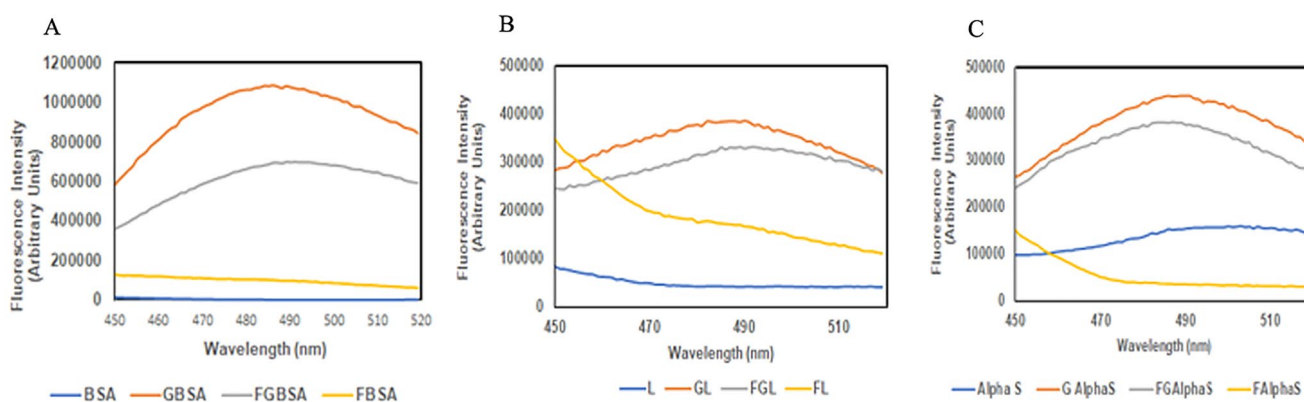 A
Fluorescence Intensity
(Arbitrary Units)
1200000
1000000
800000
600000
400000
200000
0
450 460 470 480 490 500 510 520
Wavelength (nm)
BSA GBSA FGBSA FBSA
B
Fluorescence Intensity
(Arbitrary Units)
500000
400000
300000
200000
100000
0
450 470 490 510
Wavelength (nm)
L GL FGL FL
C
Fluorescence Intensity
(Arbitrary Units)
500000
400000
300000
200000
100000
0
450 470 490 510
Wavelength (nm)
Alpha S G AlphaS FGAlphaS FAlphaS